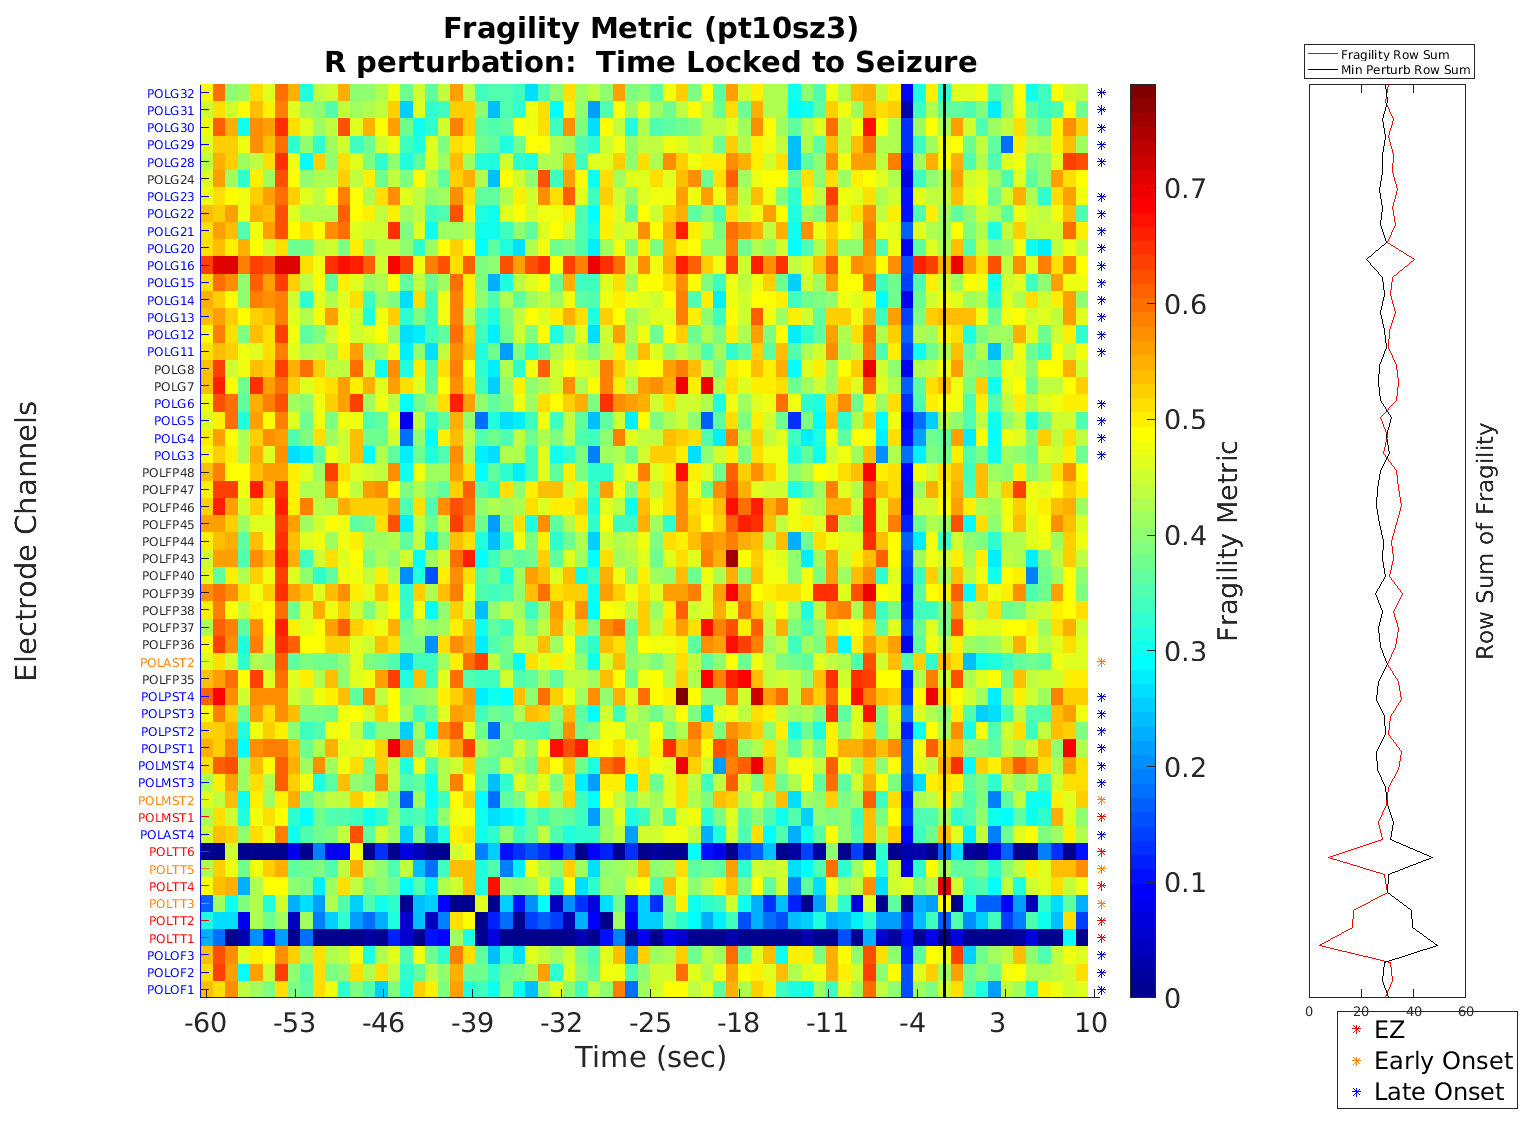 Fragility Metric (pt10sz3)
R perturbation:  Time Locked to Seizure
Electrode Channels
POLG32
POLG31
POLG30
POLG29
POLG28
POLG24
POLG23
POLG22
POLG21
POLG20
POLG16
POLG15
POLG14
POLG13
POLG12
POLG11
POLG8
POLG7
POLG6
POLG5
POLG4
POLG3
POLFP48
POLFP47
POLFP46
POLFP45
POLFP44
POLFP43
POLFP40
POLFP39
POLFP38
POLFP37
POLFP36
POLAST2
POLFP35
POLPST4
POLPST3
POLPST2
POLPST1
POLMST4
POLMST3
POLMST2
POLMST1
POLAST4
POLTT6
POLTT5
POLTT4
POLTT3
POLTT2
POLTT1
POLOF3
POLOF2
POLOF1
-60 -53 -46 -39 -32 -25 -18 -11 -4 3 10
Time (sec)
0.7
0.6
0.5
0.4
0.3
0.2
0.1
0
Fragility Metric
Fragility Row Sum
Min Perturb Row Sum
0 20 40 60
Row Sum of Fragility
EZ
Early Onset
Late Onset